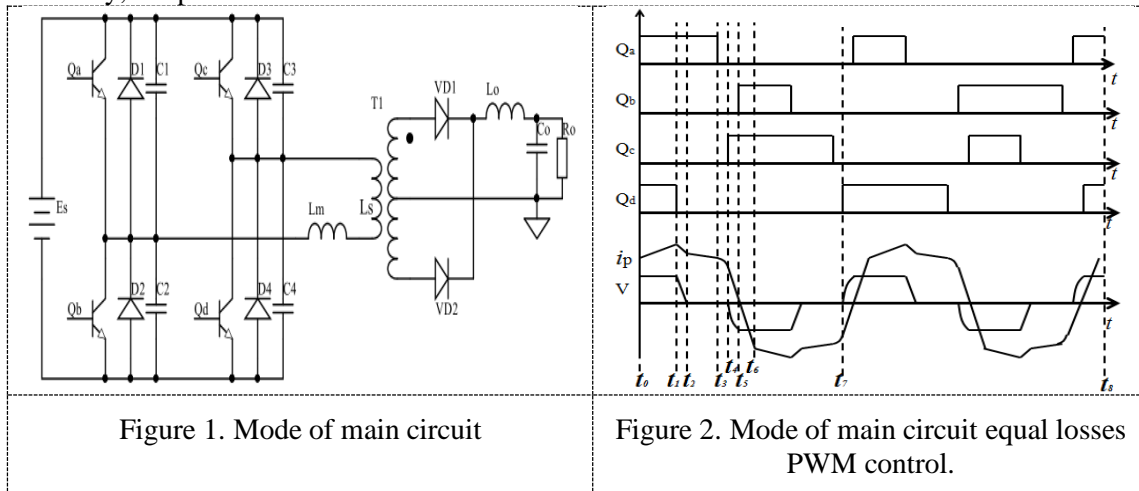 Qa D1 C1 Qc D3 C3
T1 VD1 Lo
Co Ro
Es Lm Ls
Qb D2 C2 Qd D4 C4
VD2
Qa
t
Qb
t
Qc
t
Qd
t
ip
V
t
t0 t1 t2 t3 t4 t5 t6 t7 t8
Figure 1. Mode of main circuit
Figure 2. Mode of main circuit equal losses
PWM control.